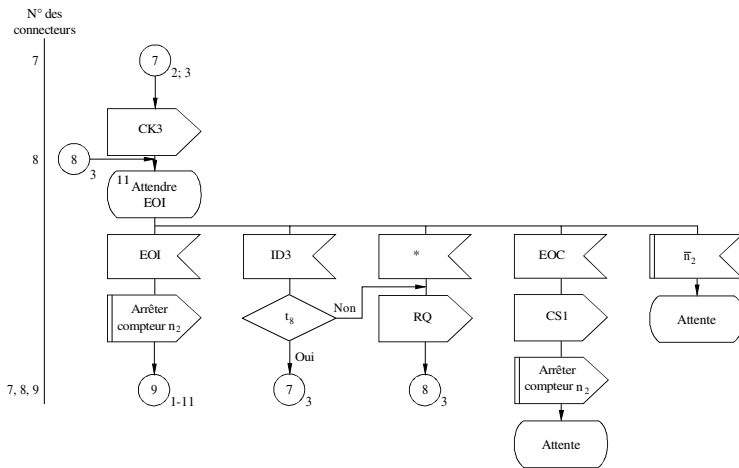 N° des
connecteurs
7
7
2; 3
CK3
8
8
3
11
Attendre
EOI
EOI
ID3
*
EOC
n̅₂
Arrêter
compteur n₂
t₈
Non
RQ
CS1
Attente
Oui
7, 8, 9
9
1-11
7
3
8
3
Arrêter
compteur n₂
Attente